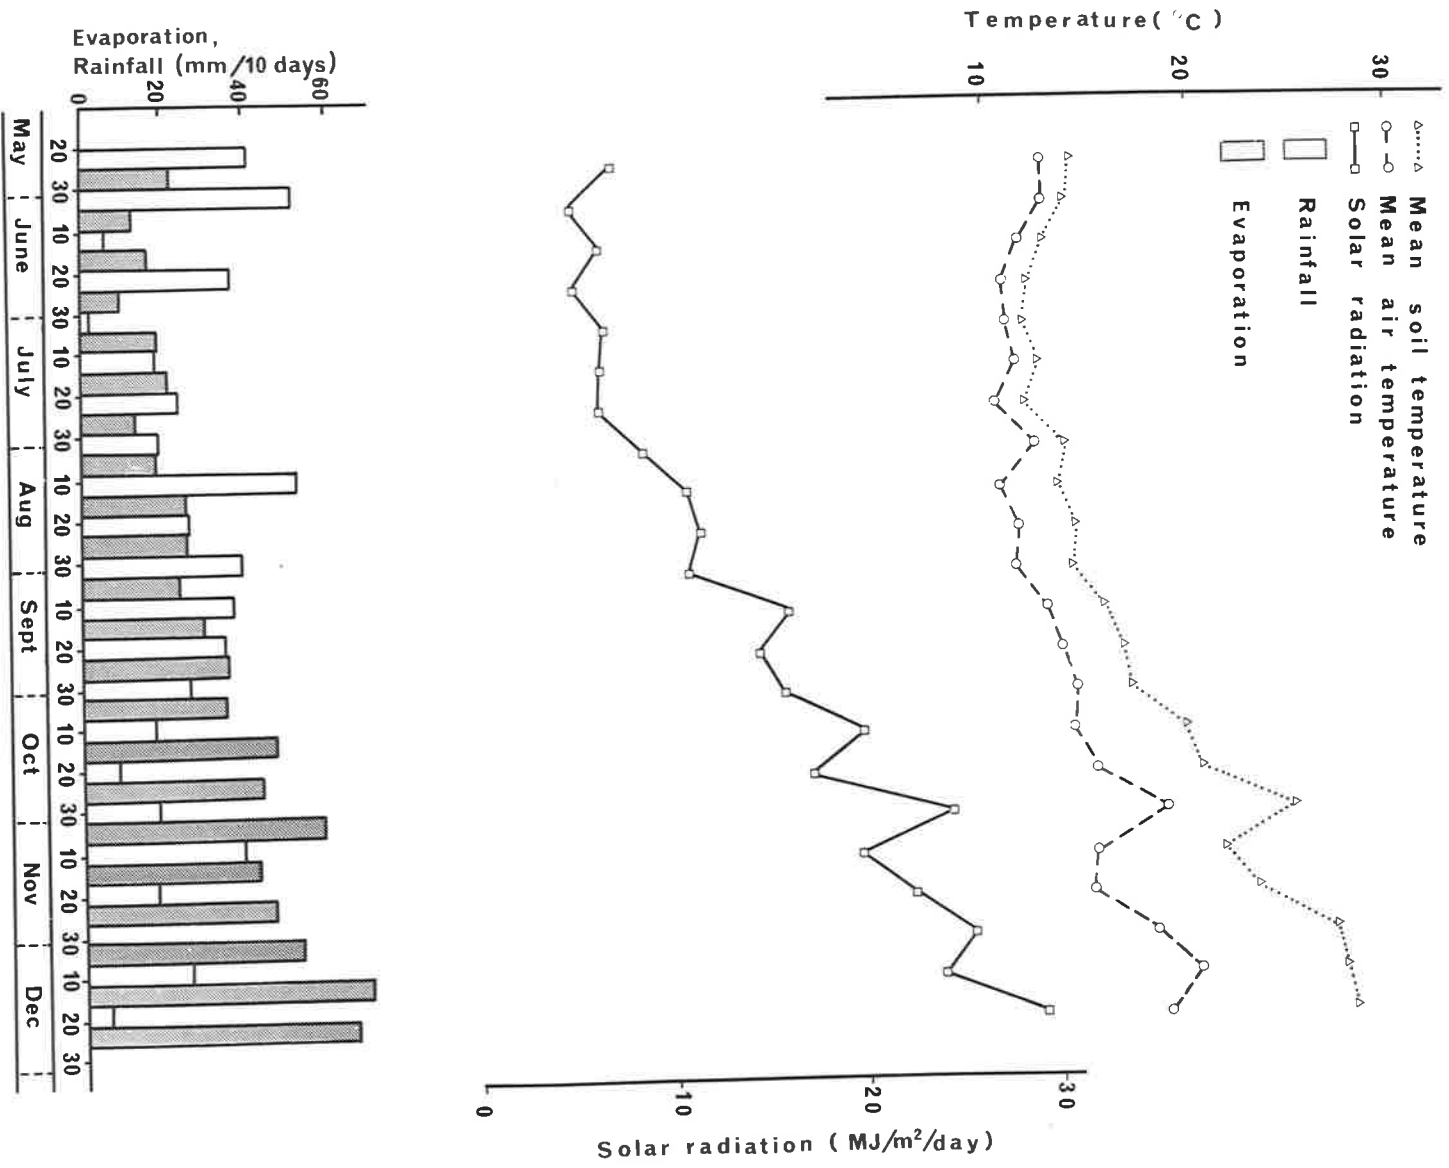 Temperature( °C )
10
20
30
Mean soil temperature
Mean air temperature
Solar radiation
Rainfall
Evaporation
Evaporation,
Rainfall (mm/10 days)
0
20
40
60
20
30
10
20
30
10
20
30
10
20
30
10
20
30
10
20
30
10
20
30
10
20
30
May
June
July
Aug
Sept
Oct
Nov
Dec
0
10
20
30
Solar radiation ( MJ/m²/day)